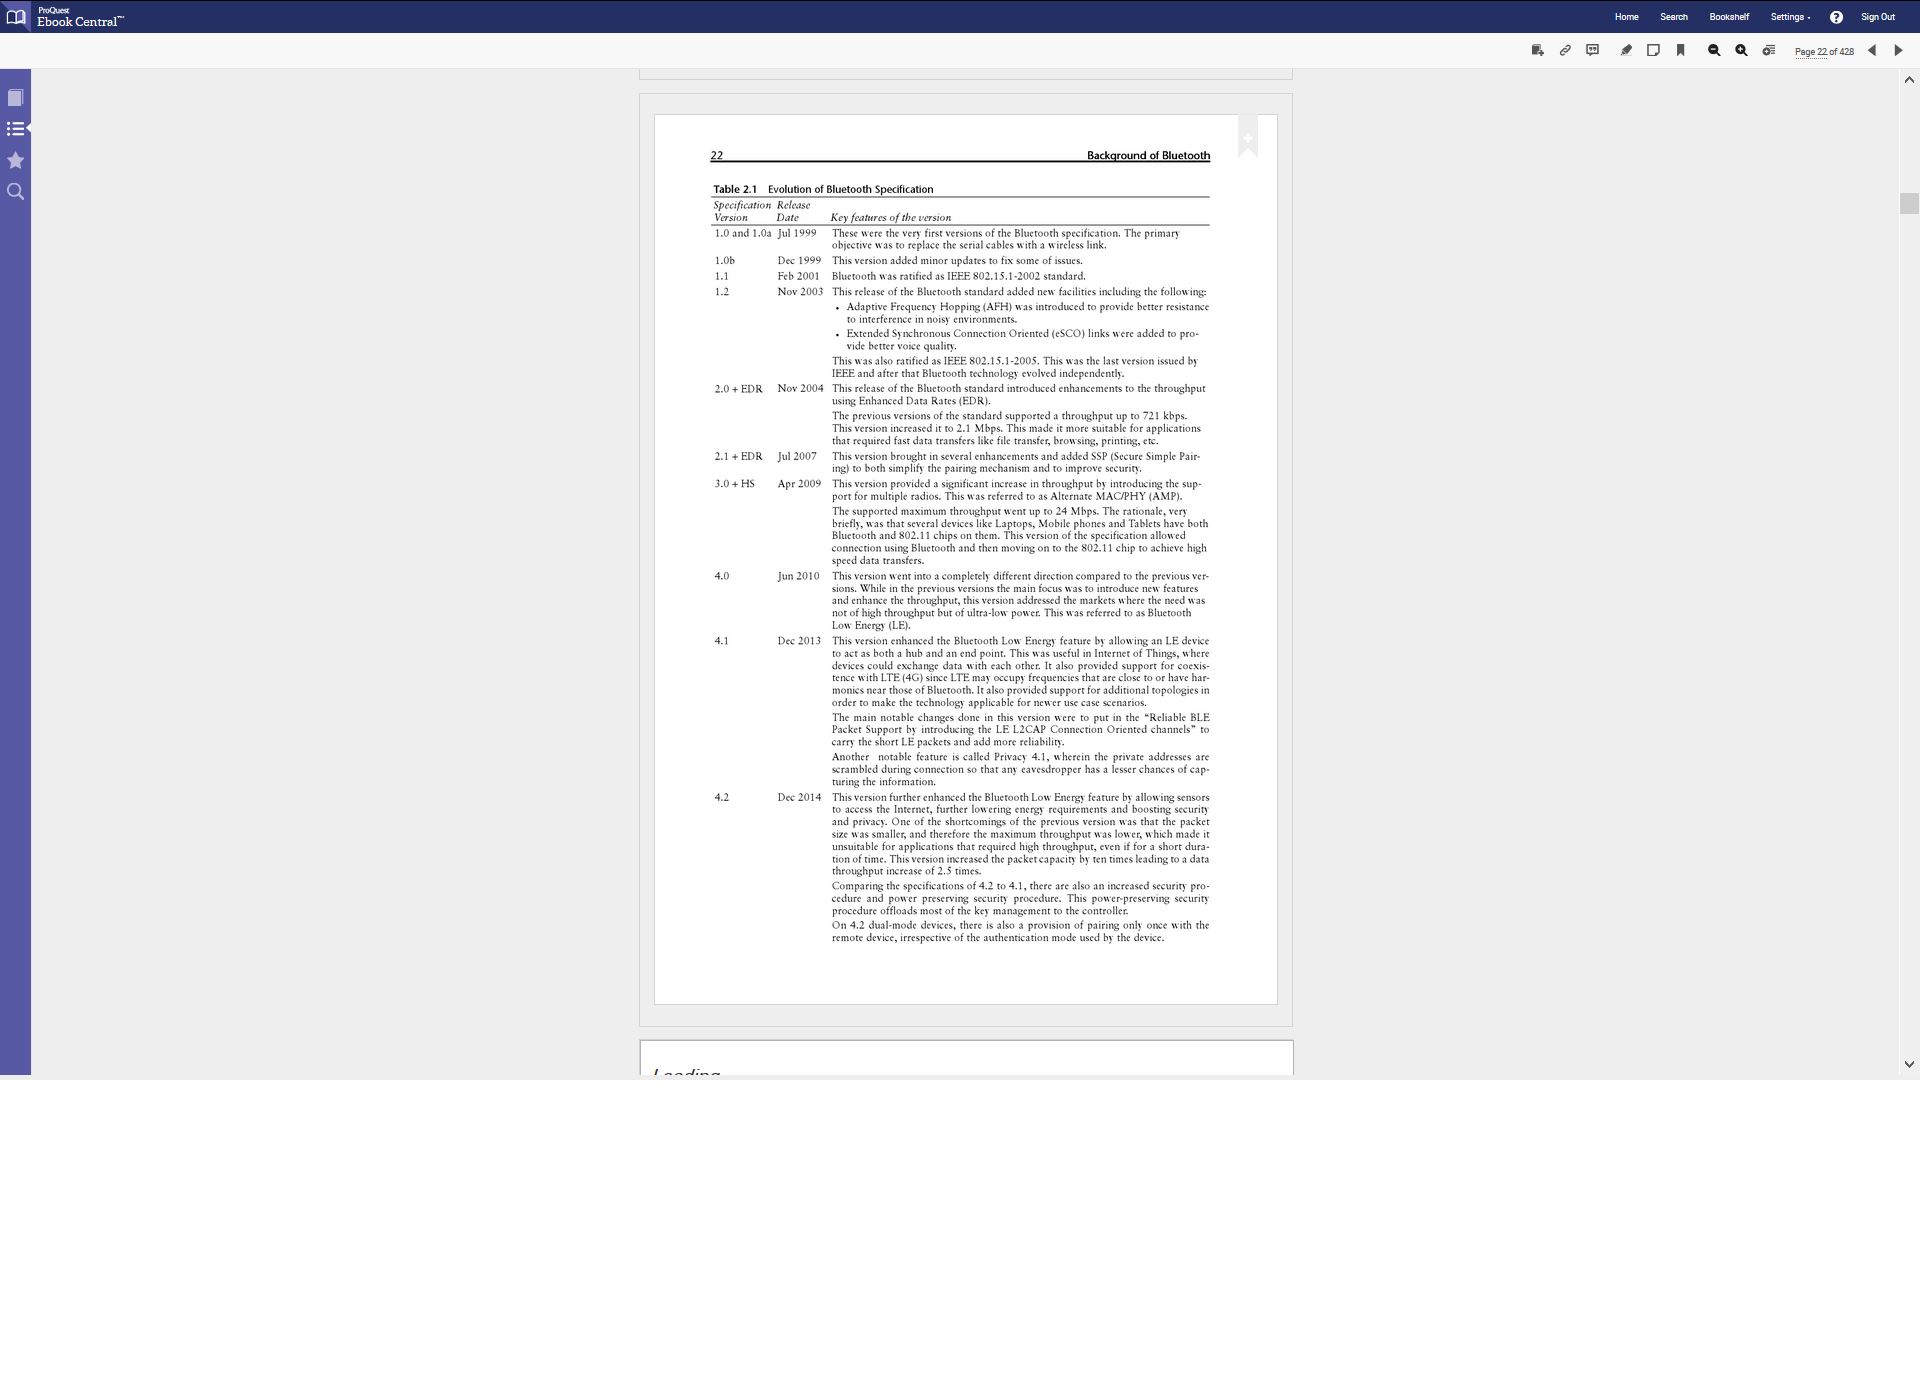 ProQuest
Ebook Central™
Home Search Bookshelf Settings Sign Out
Page 22 of 428
22 Background of Bluetooth
Table 2.1 Evolution of Bluetooth Specification
Specification Release
Version Date Key features of the version
1.0 and 1.0a Jul 1999 These were the very first versions of the Bluetooth specification. The primary
objective was to replace the serial cables with a wireless link.
1.0b Dec 1999 This version added minor updates to fix some of issues.
1.1 Feb 2001 Bluetooth was ratified as IEEE 802.15.1-2002 standard.
1.2 Nov 2003 This release of the Bluetooth standard added new facilities including the following:
• Adaptive Frequency Hopping (AFH) was introduced to provide better resistance
to interference in noisy environments.
• Extended Synchronous Connection Oriented (eSCO) links were added to pro-
vide better voice quality.
This was also ratified as IEEE 802.15.1-2005. This was the last version issued by
IEEE and after that Bluetooth technology evolved independently.
2.0 + EDR Nov 2004 This release of the Bluetooth standard introduced enhancements to the throughput
using Enhanced Data Rates (EDR).
The previous versions of the standard supported a throughput up to 721 kbps.
This version increased it to 2.1 Mbps. This made it more suitable for applications
that required fast data transfers like file transfer, browsing, printing, etc.
2.1 + EDR Jul 2007 This version brought in several enhancements and added SSP (Secure Simple Pair-
ing) to both simplify the pairing mechanism and to improve security.
3.0 + HS Apr 2009 This version provided a significant increase in throughput by introducing the sup-
port for multiple radios. This was referred to as Alternate MAC/PHY (AMP).
The supported maximum throughput went up to 24 Mbps. The rationale, very
briefly, was that several devices like Laptops, Mobile phones and Tablets have both
Bluetooth and 802.11 chips on them. This version of the specification allowed
connection using Bluetooth and then moving on to the 802.11 chip to achieve high
speed data transfers.
4.0 Jun 2010 This version went into a completely different direction compared to the previous ver-
sions. While in the previous versions the main focus was to introduce new features
and enhance the throughput, this version addressed the markets where the need was
not of high throughput but of ultra-low power. This was referred to as Bluetooth
Low Energy (LE).
4.1 Dec 2013 This version enhanced the Bluetooth Low Energy feature by allowing an LE device
to act as both a hub and an end point. This was useful in Internet of Things, where
devices could exchange data with each other. It also provided support for coexis-
tence with LTE (4G) since LTE may occupy frequencies that are close to or have har-
monics near those of Bluetooth. It also provided support for additional topologies in
order to make the technology applicable for newer use case scenarios.
The main notable changes done in this version were to put in the “Reliable BLE
Packet Support by introducing the LE L2CAP Connection Oriented channels” to
carry the short LE packets and add more reliability.
Another notable feature is called Privacy 4.1, wherein the private addresses are
scrambled during connection so that any eavesdropper has a lesser chances of cap-
turing the information.
4.2 Dec 2014 This version further enhanced the Bluetooth Low Energy feature by allowing sensors
to access the Internet, further lowering energy requirements and boosting security
and privacy. One of the shortcomings of the previous version was that the packet
size was smaller, and therefore the maximum throughput was lower, which made it
unsuitable for applications that required high throughput, even if for a short dura-
tion of time. This version increased the packet capacity by ten times leading to a data
throughput increase of 2.5 times.
Comparing the specifications of 4.2 to 4.1, there are also an increased security pro-
cedure and power preserving security procedure. This power-preserving security
procedure offloads most of the key management to the controller.
On 4.2 dual-mode devices, there is also a provision of pairing only once with the
remote device, irrespective of the authentication mode used by the device.
Loading